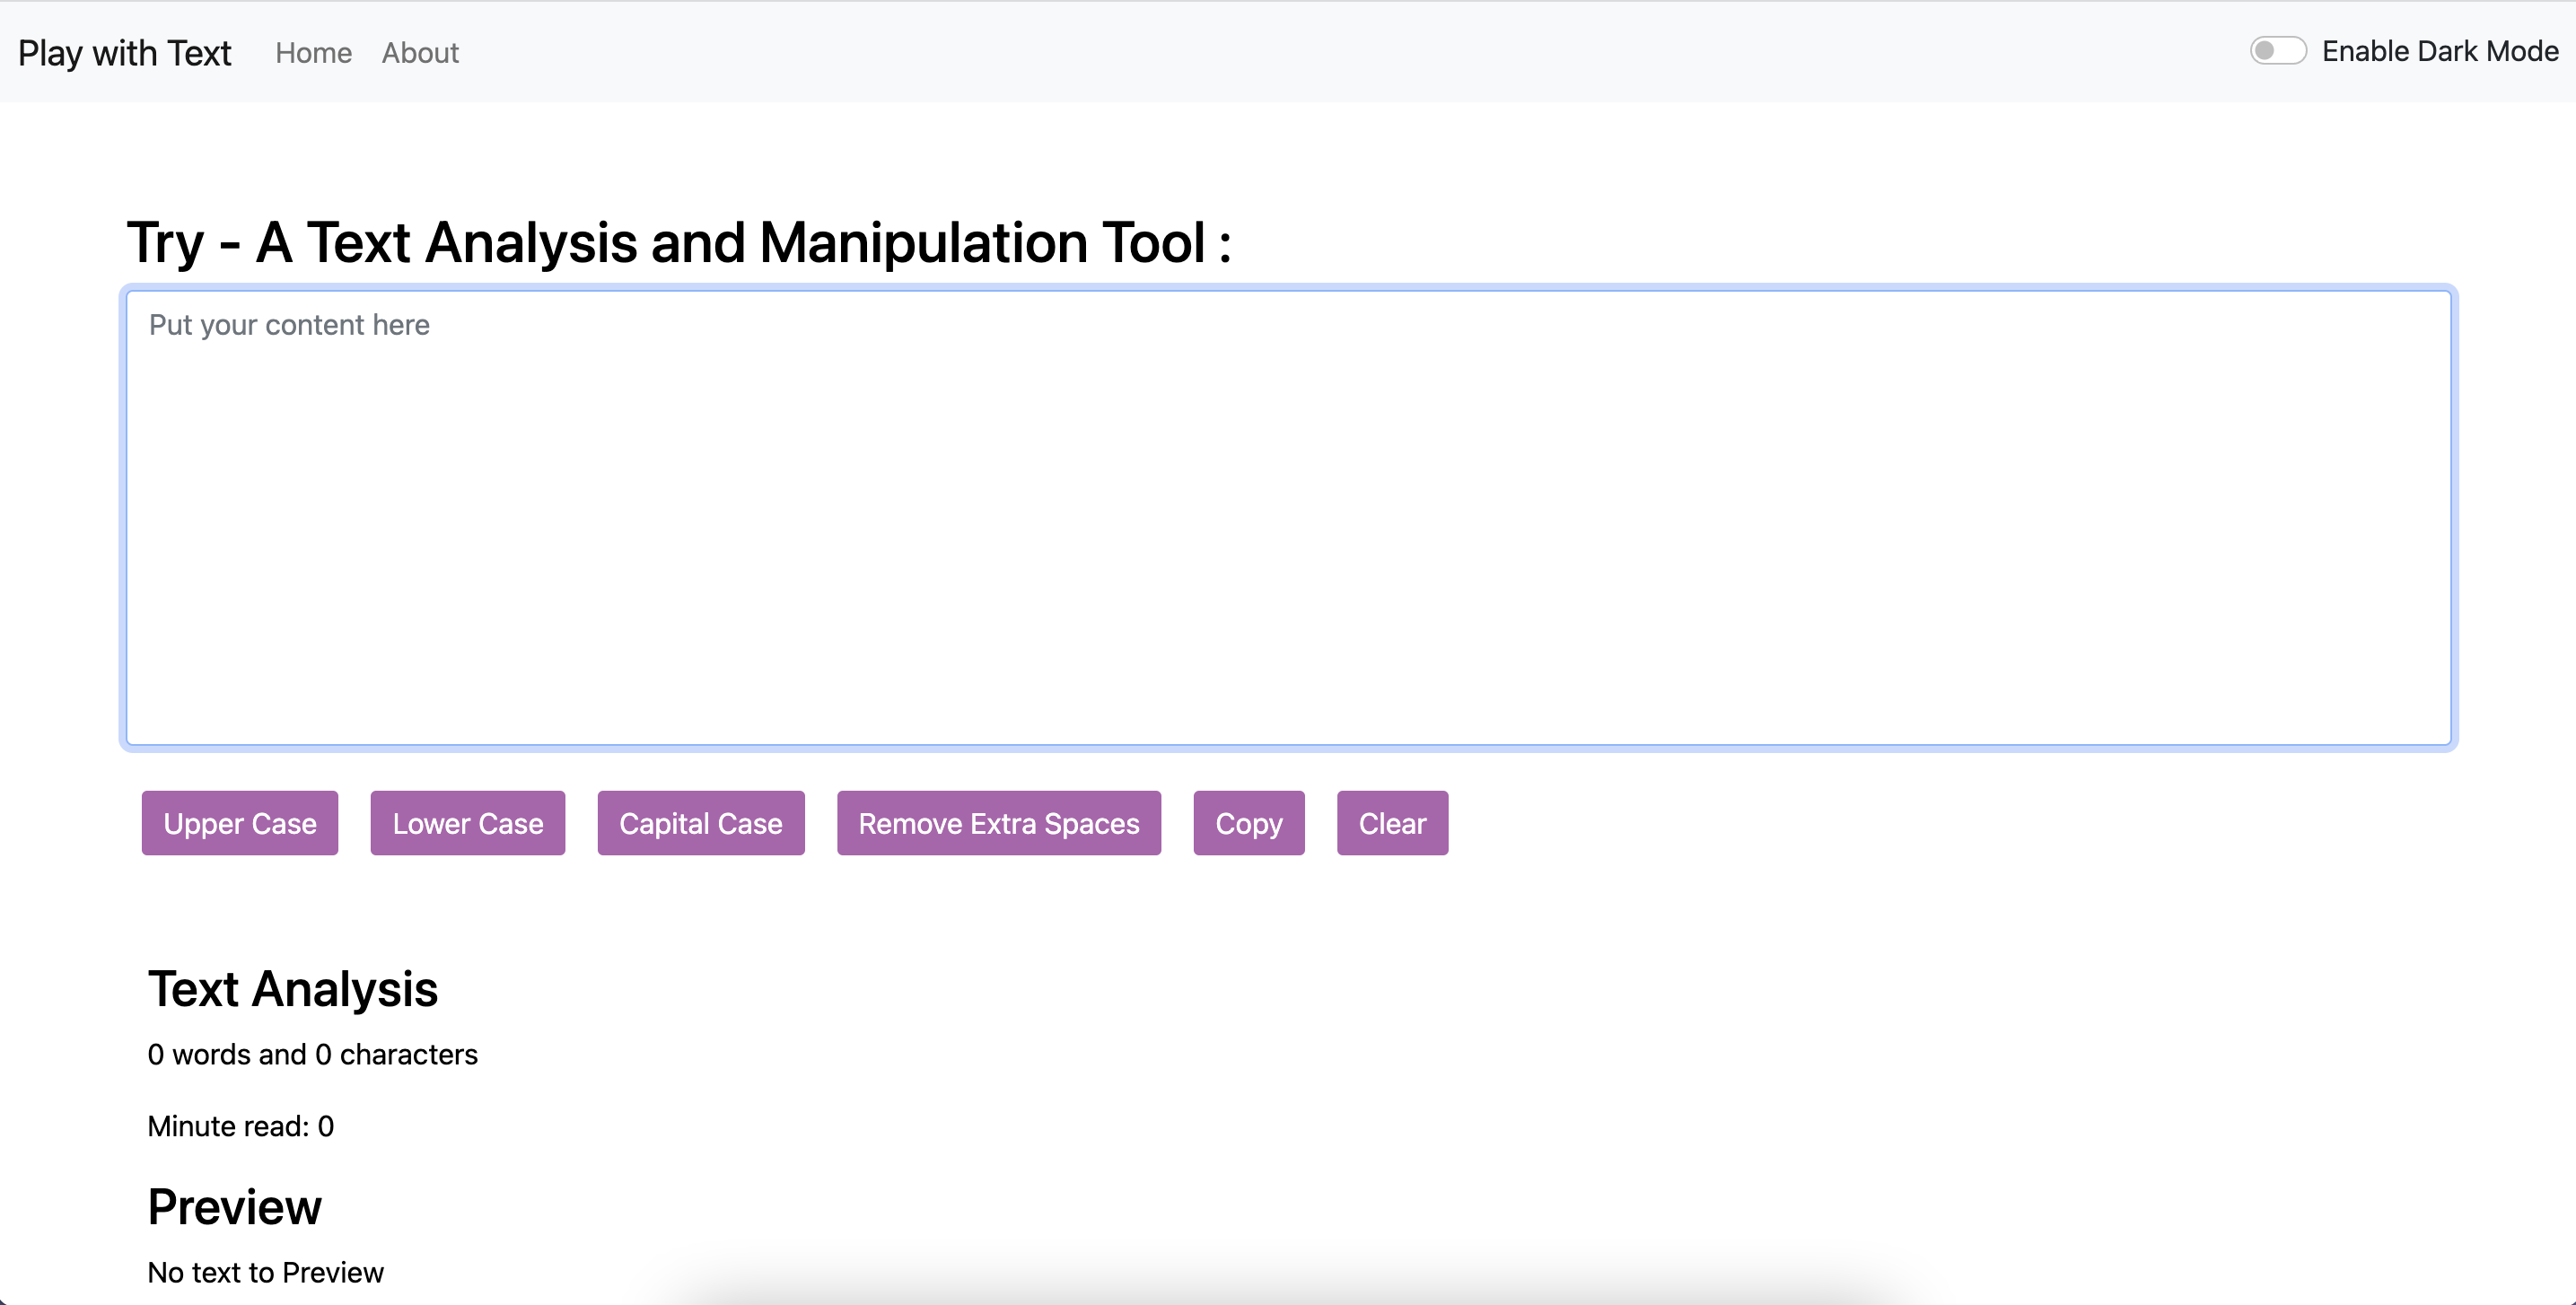 Play with Text Home About Enable Dark Mode
Try - A Text Analysis and Manipulation Tool :
Put your content here
Upper Case Lower Case Capital Case Remove Extra Spaces Copy Clear
Text Analysis
0 words and 0 characters
Minute read: 0
Preview
No text to Preview